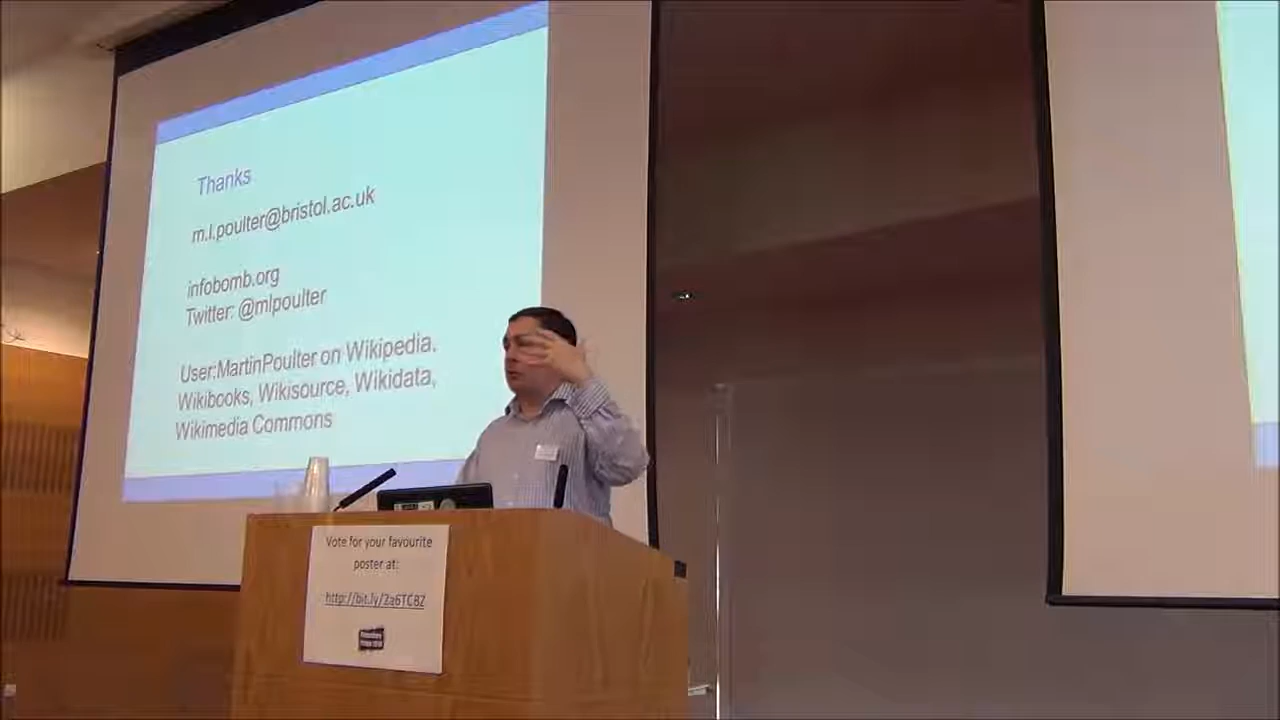 Thanks
m.l.poulter@bristol.ac.uk
infobomb.org
Twitter: @mlpoulter
User:MartinPoulter on Wikipedia,
Wikibooks, Wikisource, Wikidata,
Wikimedia Commons
Vote for your favourite
poster at:
http://bit.ly/2a6TCBZ